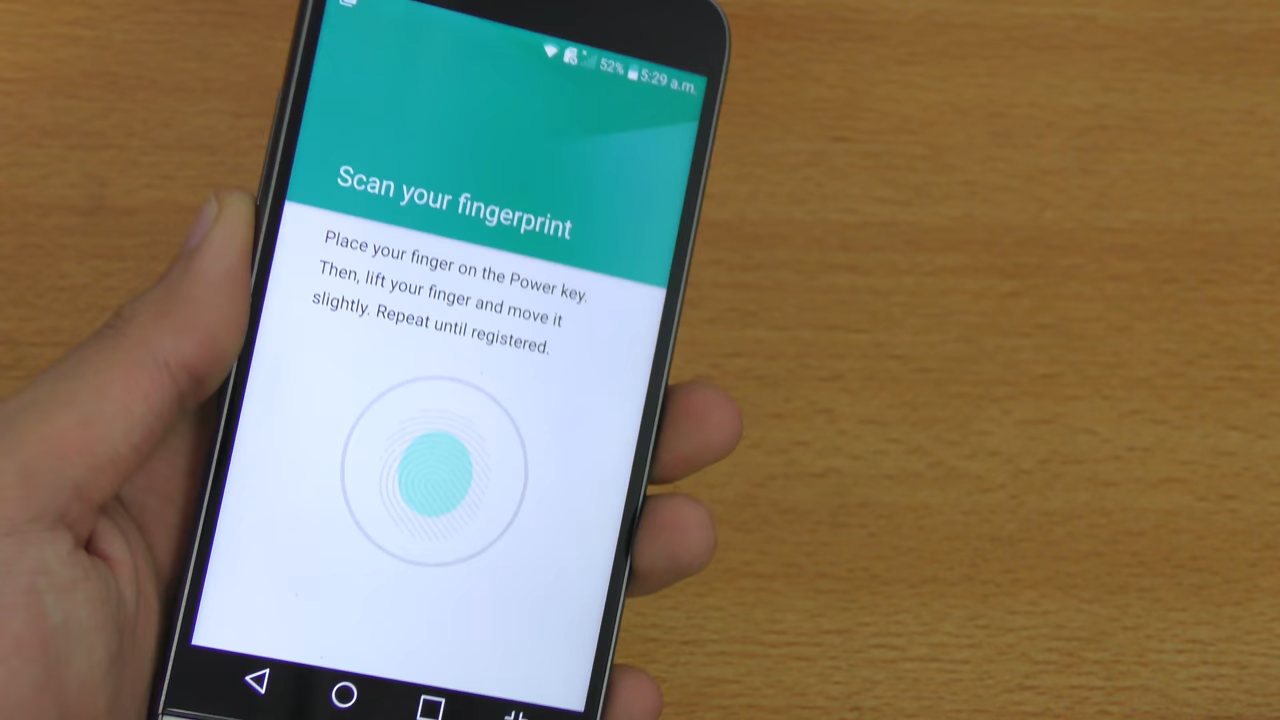 52% 5:29 a.m.
Scan your fingerprint
Place your finger on the Power key.
Then, lift your finger and move it
slightly. Repeat until registered.